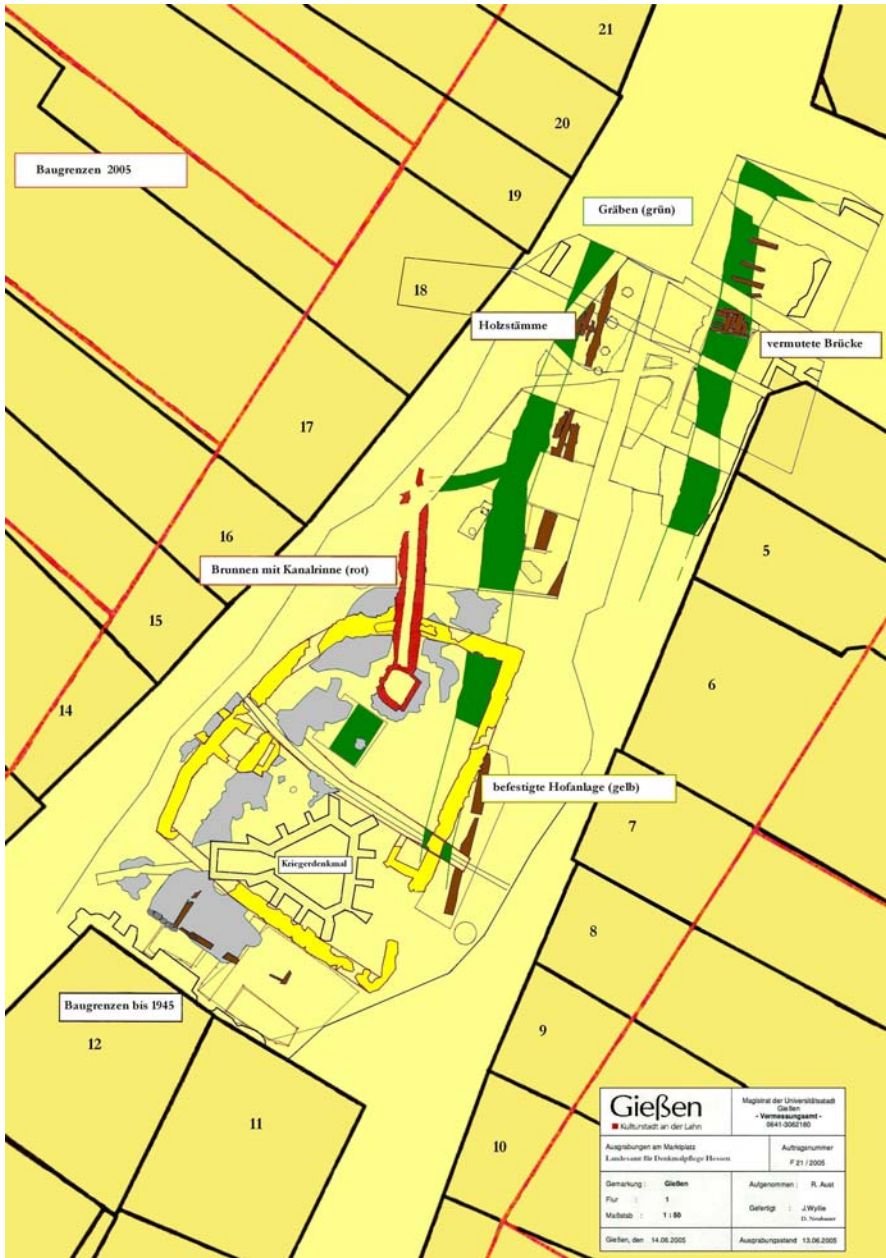 21
20
Baugrenzen 2005
19
Gräben (grün)
18
Holzstämme
vermutete Brücke
17
16
5
Brunnen mit Kanalrinne (rot)
15
6
14
befestigte Hofanlage (gelb)
7
Kriegerdenkmal
8
Baugrenzen bis 1945
12
9
11
10
Gießen
Kulturstadt an der Lahn
Magistrat der Universitätsstadt
Gießen
- Vermessungsamt -
0641-3062160
Ausgrabungen am Marktplatz
Landesamt für Denkmalpflege Hessen
Auftragsnummer
F 21 / 2005
Gemarkung : Gießen
Flur : 1
Maßstab : 1 : 50
Aufgenommen : R. Aust
Gefertigt : J.Wyllie
D. Neubauer
Gießen, den 14.06.2005
Ausgrabungsstand 13.06.2005